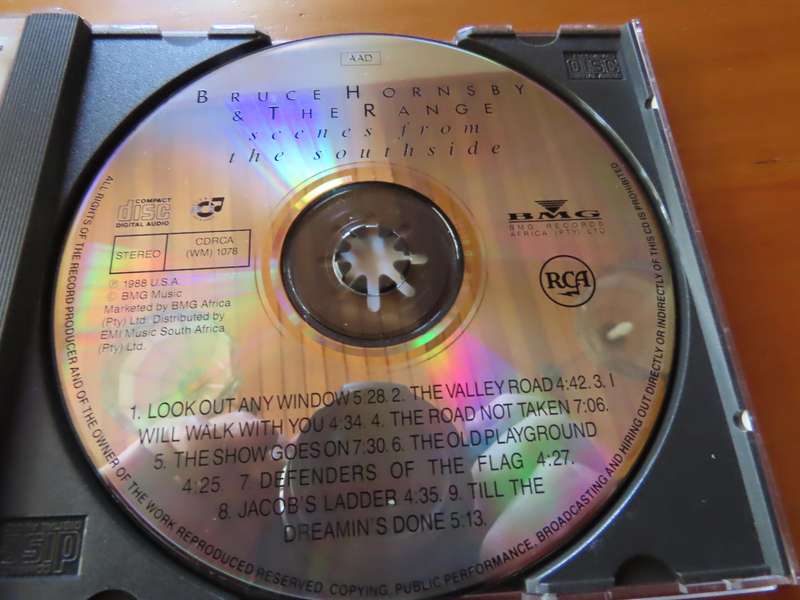 AAD
BRUCE HORNSBY
& THE RANGE
scenes from
the southside
COMPACT
disc
DIGITAL AUDIO
STEREO
CDRCA
(WM) 1078
℗ 1988 U.S.A.
© BMG Music
Marketed by BMG Africa
(Pty) Ltd. Distributed by
EMI Music South Africa
(Pty) Ltd.
BMG
BMG RECORDS
AFRICA (PTY) LTD
RCA
1. LOOK OUT ANY WINDOW 5:28. 2. THE VALLEY ROAD 4:42. 3. I
WILL WALK WITH YOU 4:34. 4. THE ROAD NOT TAKEN 7:06.
5. THE SHOW GOES ON 7.30. 6. THE OLD PLAYGROUND
4:25. 7 DEFENDERS OF THE FLAG 4:27.
8. JACOB'S LADDER 4.35. 9. TILL THE
DREAMIN'S DONE 5:13.
ALL RIGHTS OF THE RECORD PRODUCER AND OF THE OWNER OF THE WORK REPRODUCED RESERVED. COPYING, PUBLIC PERFORMANCE, BROADCASTING AND HIRING OUT DIRECTLY OR INDIRECTLY OF THIS CD IS PROHIBITED
disc
disc